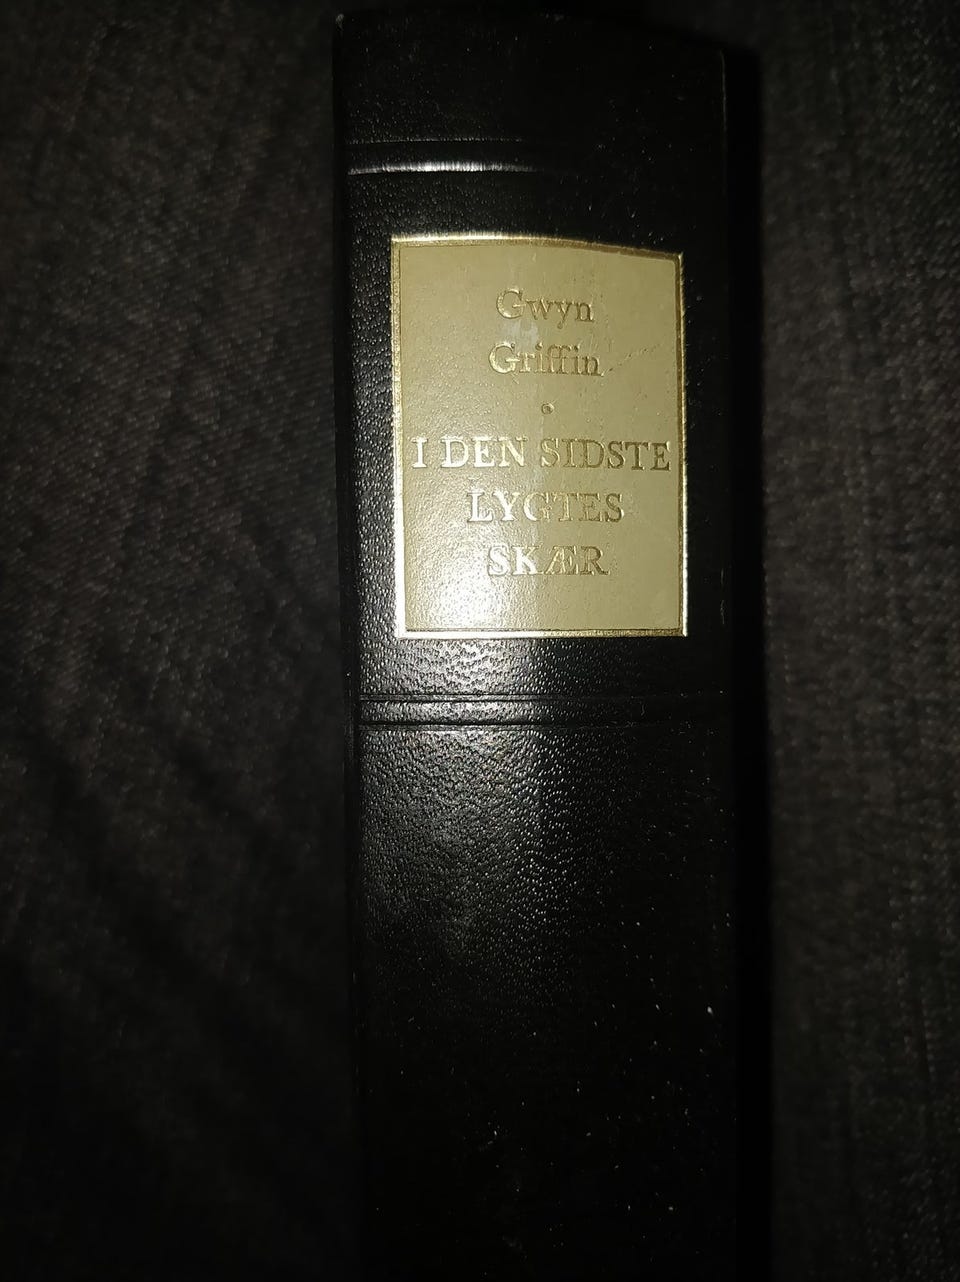 Gwyn
Griffin
I DEN SIDSTE
LYGTES
SKÆR